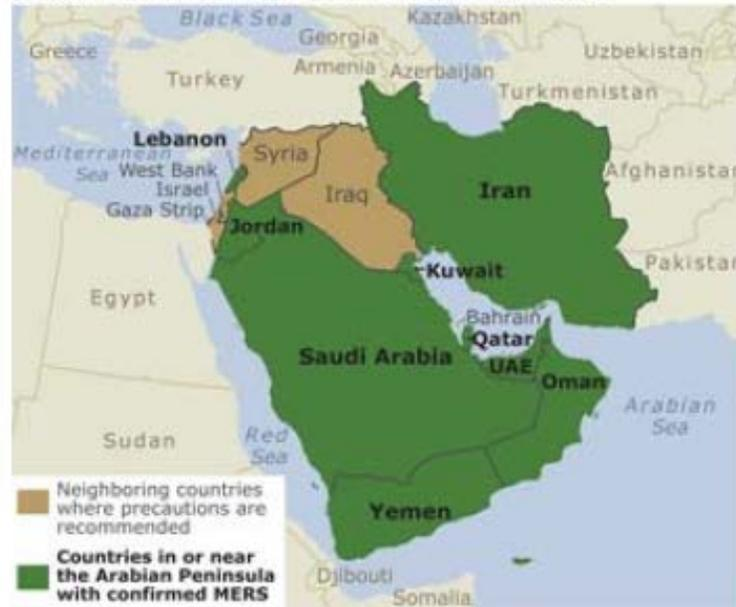 Black Sea
Kazakhstan
Georgia
Greece
Uzbekistan
Armenia
Azerbaijan
Turkey
Turkmenistan
Lebanon
Mediterranean
Sea
Syria
West Bank
Israel
Gaza Strip
Afghanistan
Iraq
Iran
Jordan
Pakistan
Kuwait
Egypt
Bahrain
Qatar
Saudi Arabia
UAE
Oman
Arabian
Sea
Red
Sea
Sudan
Neighboring countries
where precautions are
recommended
Yemen
Countries in or near
the Arabian Peninsula
with confirmed MERS
Djibouti
Somalia